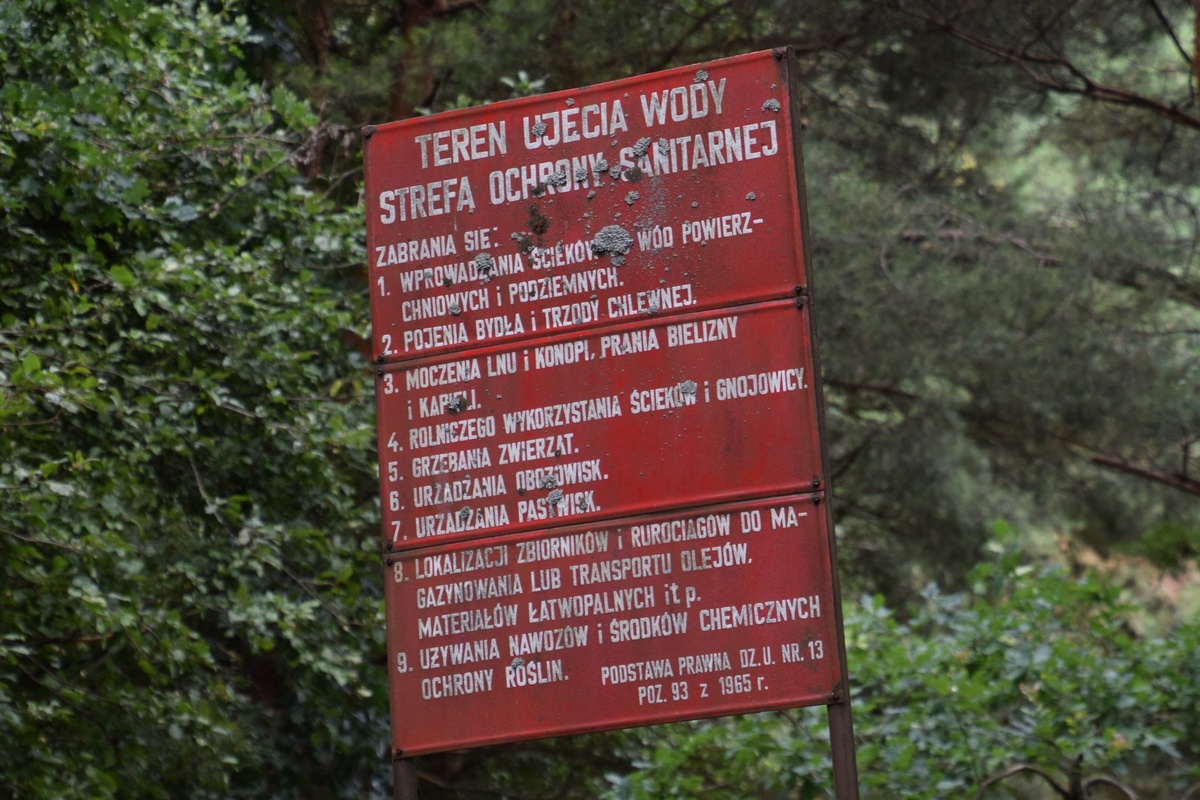 TEREN UJĘCIA WODY
STREFA OCHRONY SANITARNEJ
ZABRANIA SIĘ:
1. WPROWADZANIA ŚCIEKÓW WÓD POWIERZ-
CHNIOWYCH i PODZIEMNYCH.
2. POJENIA BYDŁA i TRZODY CHLEWNEJ.
3. MOCZENIA LNU i KONOPI, PRANIA BIELIZNY
i KĄPIELI.
4. ROLNICZEGO WYKORZYSTANIA ŚCIEKÓW i GNOJOWICY.
5. GRZEBANIA ZWIERZĄT.
6. URZĄDZANIA OBOZOWISK.
7. URZĄDZANIA PASTWISK.
8. LOKALIZACJI ZBIORNIKÓW i RUROCIĄGÓW DO MA-
GAZYNOWANIA LUB TRANSPORTU OLEJÓW,
MATERIAŁÓW ŁATWOPALNYCH it.p.
9. UŻYWANIA NAWOZÓW i ŚRODKÓW CHEMICZNYCH
OCHRONY ROŚLIN.
PODSTAWA PRAWNA DZ.U. NR. 13
POZ. 93 z 1965 r.